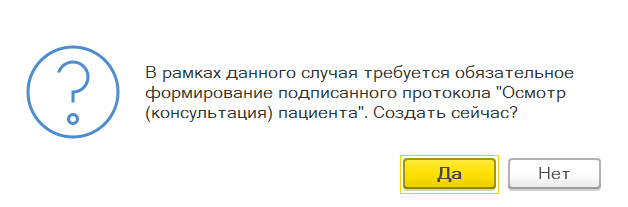 В рамках данного случая требуется обязательное
формирование подписанного протокола "Осмотр
(консультация) пациента". Создать сейчас?
Да Нет